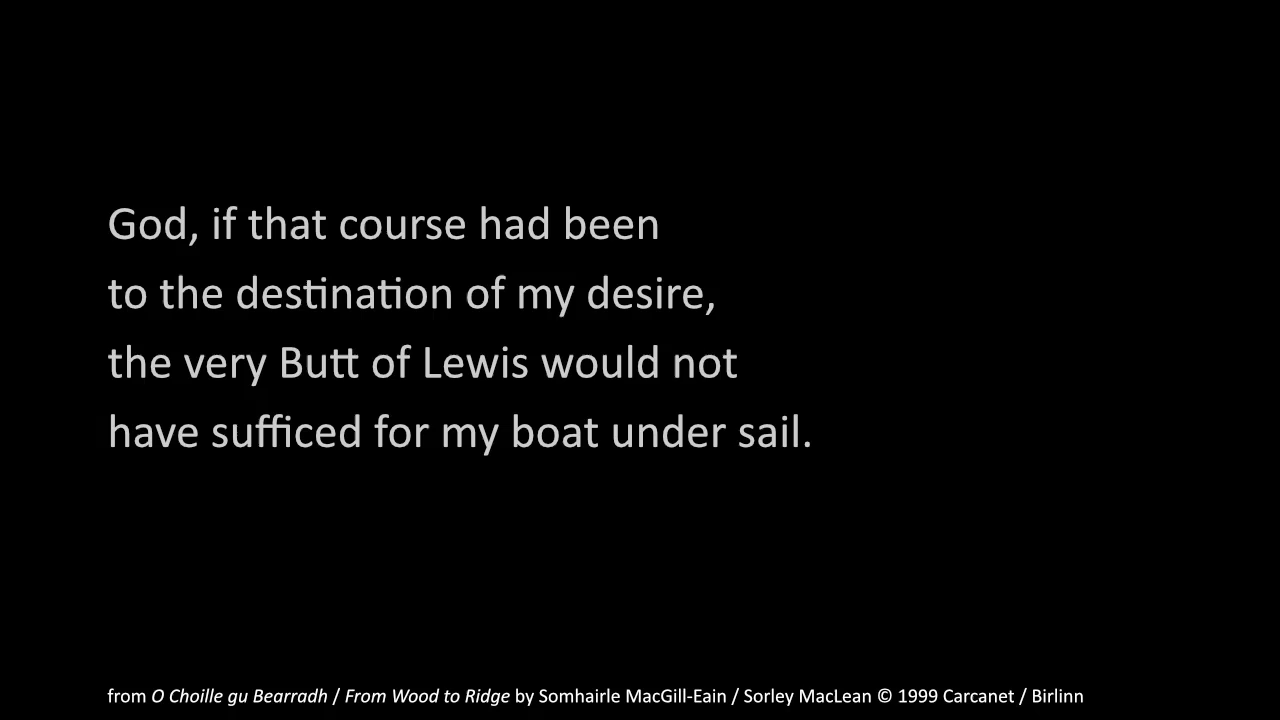 God, if that course had been
to the destination of my desire,
the very Butt of Lewis would not
have sufficed for my boat under sail.
from O Choille gu Bearradh / From Wood to Ridge by Somhairle MacGill-Eain / Sorley MacLean © 1999 Carcanet / Birlinn